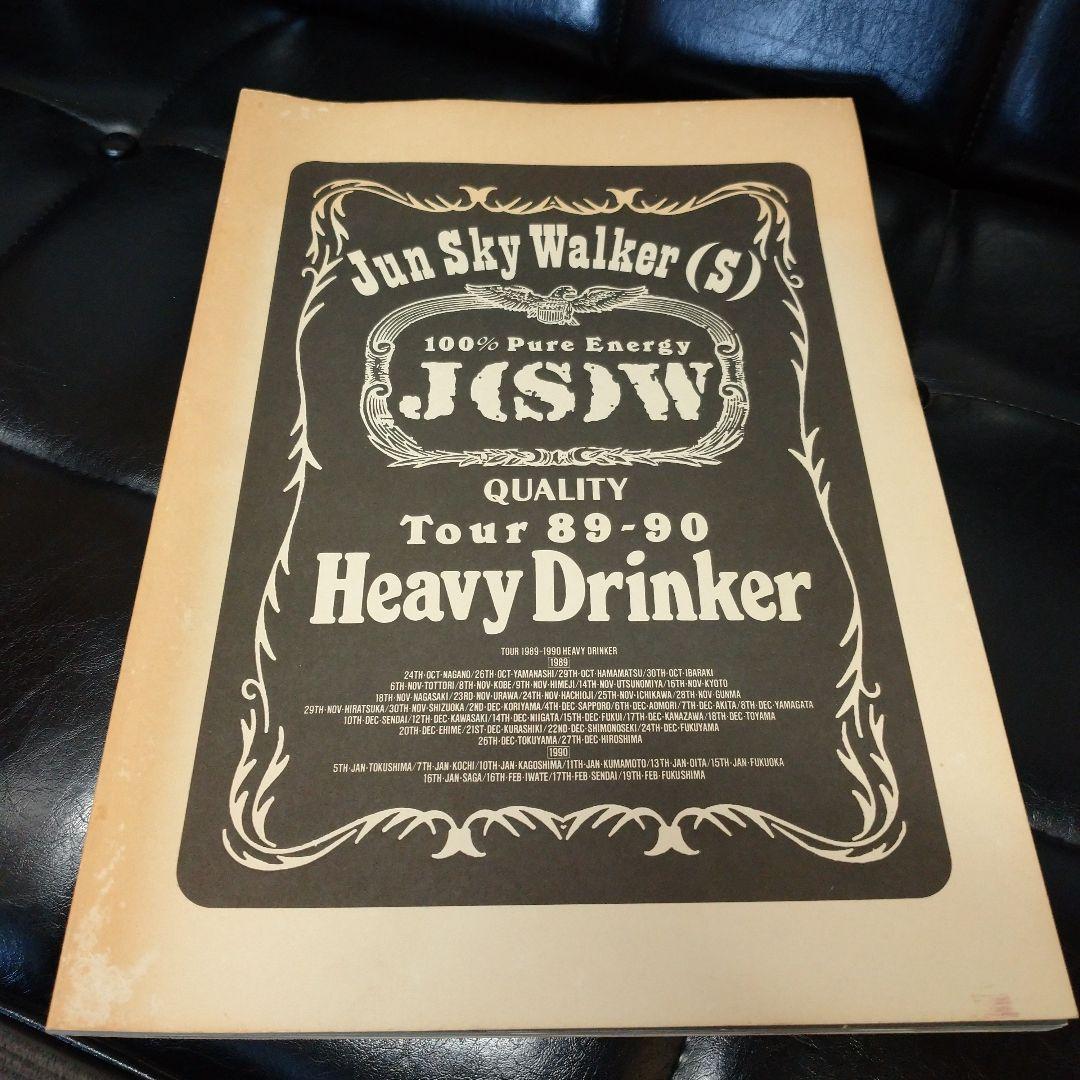 Jun Sky Walker (S)
100% Pure Energy
J(S)W
QUALITY
Tour 89-90
Heavy Drinker
TOUR 1989-1990 HEAVY DRINKER
1989
24TH·OCT·NAGANO/26TH·OCT·YAMANASHI/29TH·OCT·HAMAMATSU/30TH·OCT·IBARAKI
6TH·NOV·TOTTORI/8TH·NOV·KOBE/9TH·NOV·HIMEJI/14TH·NOV·UTSUNOMIYA/16TH·NOV·KYOTO
18TH·NOV·NAGASAKI/23RD·NOV·URAWA/24TH·NOV·HACHIOJI/25TH·NOV·ICHIKAWA/28TH·NOV·GUNMA
29TH·NOV·HIRATSUKA/30TH·NOV·SHIZUOKA/2ND·DEC·KORIYAMA/4TH·DEC·SAPPORO/6TH·DEC·AOMORI/7TH·DEC·AKITA/8TH·DEC·YAMAGATA
10TH·DEC·SENDAI/12TH·DEC·KAWASAKI/14TH·DEC·NIIGATA/15TH·DEC·FUKUI/17TH·DEC·KANAZAWA/18TH·DEC·TOYAMA
20TH·DEC·EHIME/21ST·DEC·KURASHIKI/22ND·DEC·SHIMONOSEKI/24TH·DEC·FUKUYAMA
26TH·DEC·TOKUYAMA/27TH·DEC·HIROSHIMA
1990
5TH·JAN·TOKUSHIMA/7TH·JAN·KOCHI/10TH·JAN·KAGOSHIMA/11TH·JAN·KUMAMOTO/13TH·JAN·OITA/15TH·JAN·FUKUOKA
16TH·JAN·SAGA/16TH·FEB·IWATE/17TH·FEB·SENDAI/19TH·FEB·FUKUSHIMA